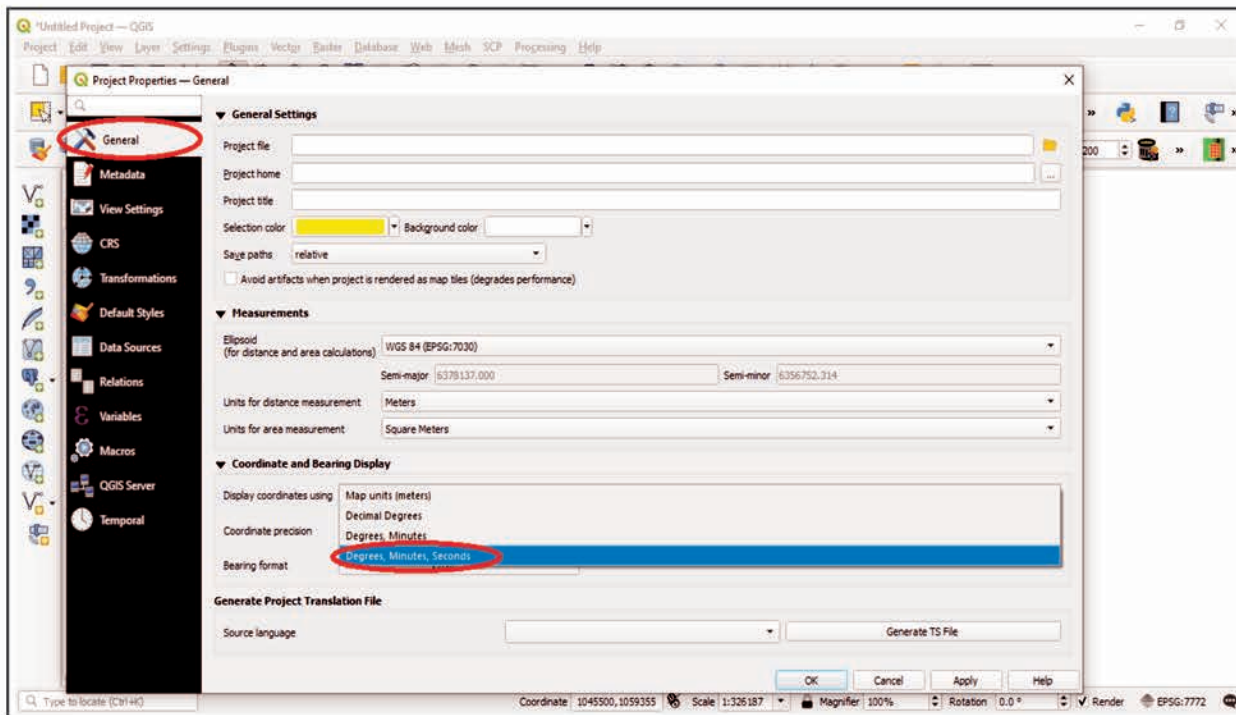 *Untitled Project — QGIS
Project Edit View Layer Settings Plugins Vector Raster Database Web Mesh SCP Processing Help
Project Properties — General
General
Metadata
View Settings
CRS
Transformations
Default Styles
Data Sources
Relations
Variables
Macros
QGIS Server
Temporal
General Settings
Project file
Project home ...
Project title
Selection color Background color
Save paths relative
Avoid artifacts when project is rendered as map tiles (degrades performance)
Measurements
Ellipsoid
(for distance and area calculations) WGS 84 (EPSG:7030)
Semi-major 6378137.000 Semi-minor 6356752.314
Units for distance measurement Meters
Units for area measurement Square Meters
Coordinate and Bearing Display
Display coordinates using Map units (meters)
Decimal Degrees
Coordinate precision
Degrees, Minutes
Degrees, Minutes, Seconds
Bearing format
Generate Project Translation File
Source language Generate TS File
OK Cancel Apply Help
200
Type to locate (Ctrl+K) Coordinate 1045500,1059355 Scale 1:326187 Magnifier 100% Rotation 0.0 ° Render EPSG:7772